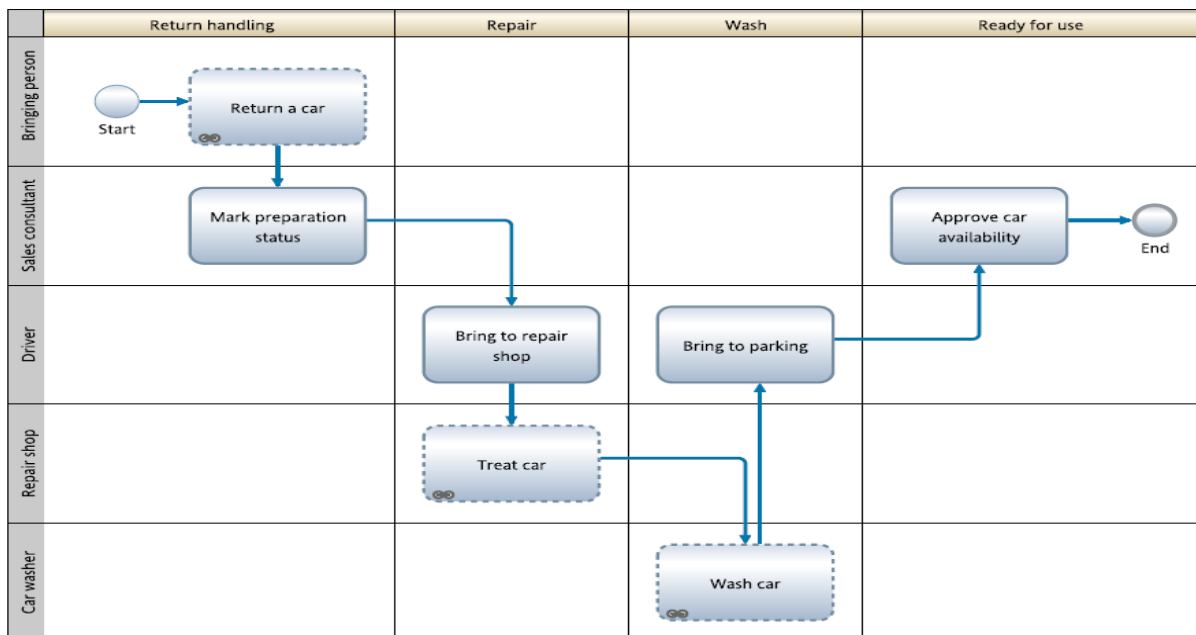 Return handling
Repair
Wash
Ready for use
Bringing person
Start
Return a car
Sales consultant
Mark preparation
status
Approve car
availability
End
Driver
Bring to repair
shop
Bring to parking
Repair shop
Treat car
Car washer
Wash car